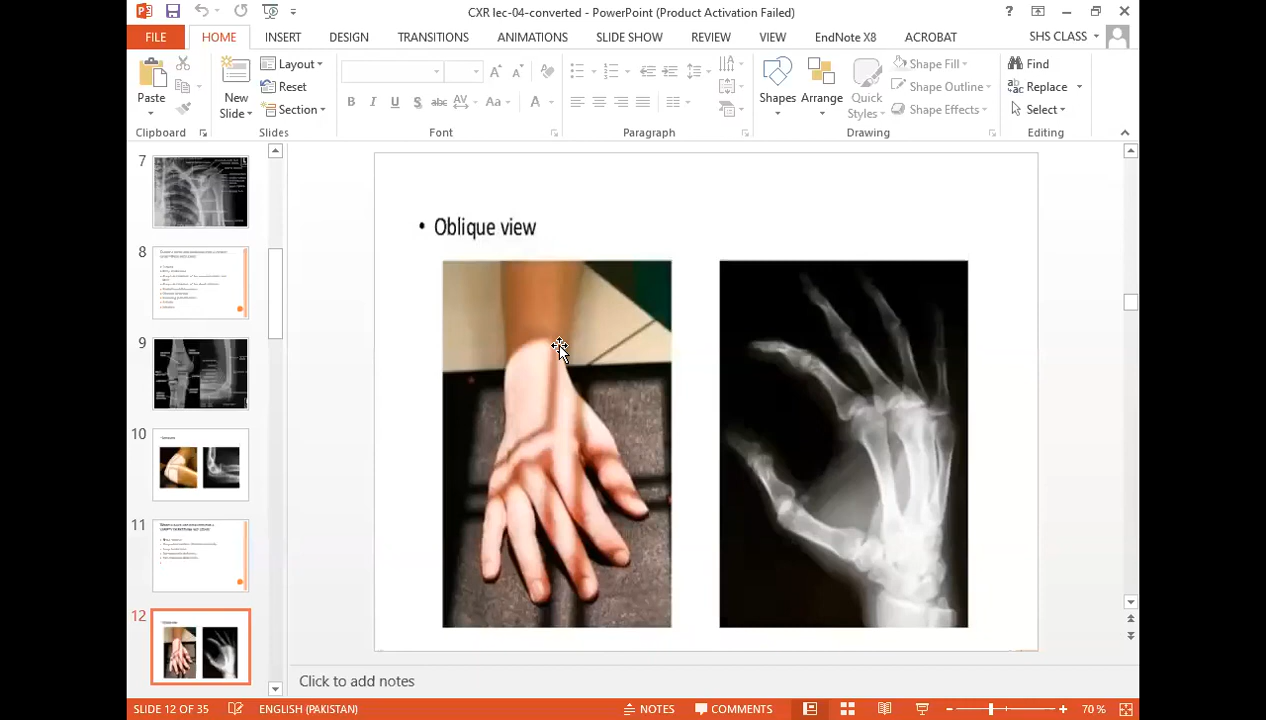 CXR lec-04-converted - PowerPoint (Product Activation Failed)
FILE HOME INSERT DESIGN TRANSITIONS ANIMATIONS SLIDE SHOW REVIEW VIEW EndNote X8 ACROBAT SHS CLASS
Paste
New
Slide
Layout
Reset
Section
Shapes
Arrange
Quick
Styles
Shape Fill
Shape Outline
Shape Effects
Find
Replace
Select
Clipboard Slides Font Paragraph Drawing Editing
7
8
9
10
11
12
• Oblique view
Click to add notes
SLIDE 12 OF 35 ENGLISH (PAKISTAN) NOTES COMMENTS 70 %